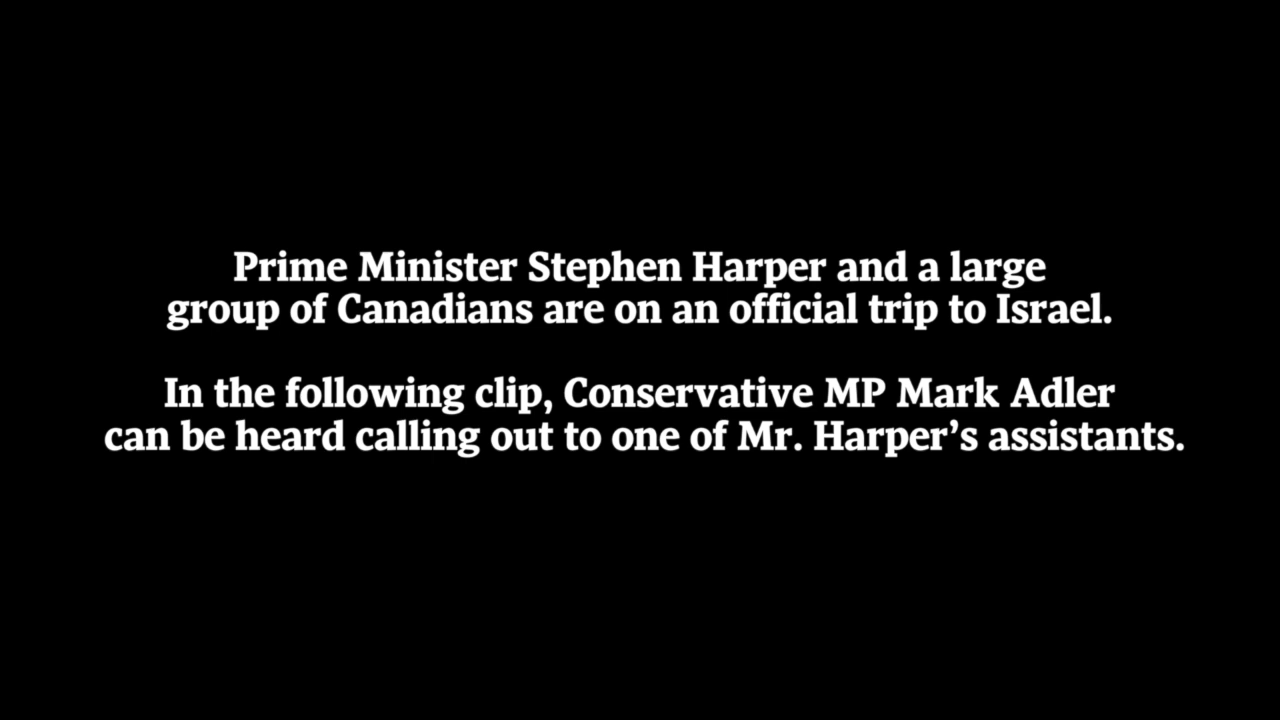 Prime Minister Stephen Harper and a large
group of Canadians are on an official trip to Israel.
In the following clip, Conservative MP Mark Adler
can be heard calling out to one of Mr. Harper’s assistants.